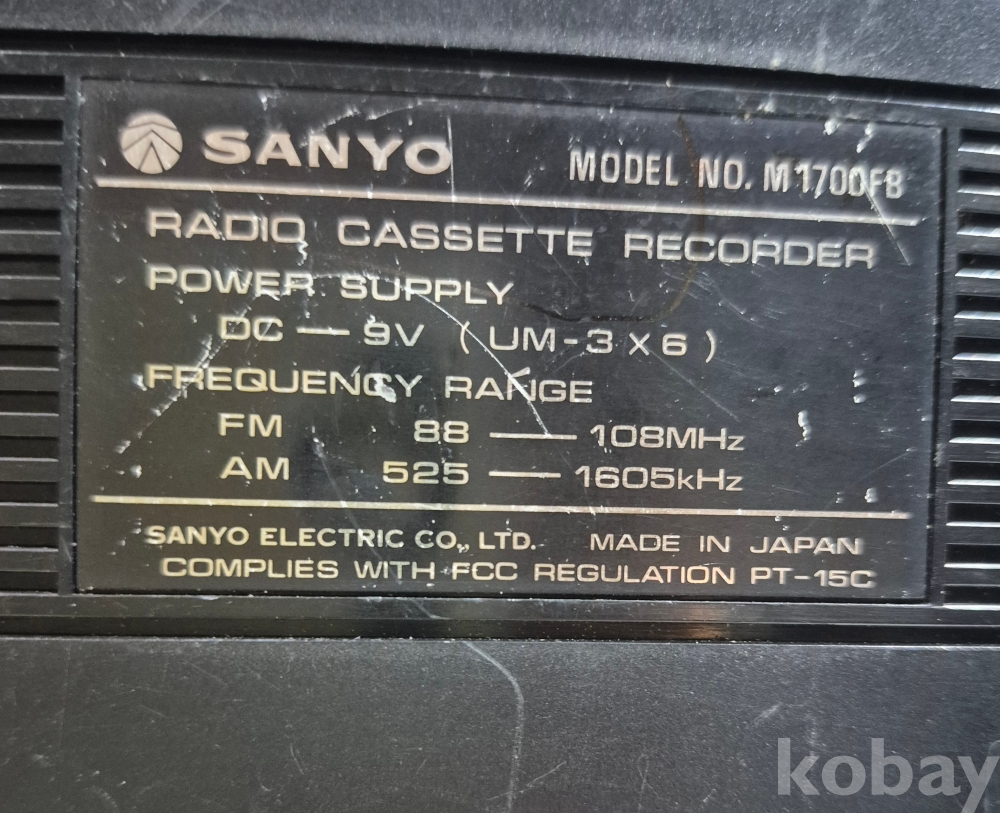 SANYO MODEL NO. M1700FB
RADIO CASSETTE RECORDER
POWER SUPPLY
DC — 9V ( UM-3 X 6 )
FREQUENCY RANGE
FM 88 — 108MHz
AM 525 — 1605kHz
SANYO ELECTRIC CO., LTD. MADE IN JAPAN
COMPLIES WITH FCC REGULATION PT-15C
kobay